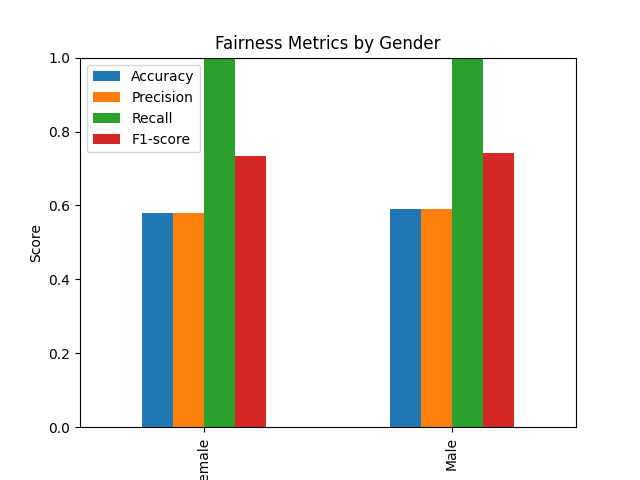 Fairness Metrics by Gender
Accuracy
Precision
Recall
F1-score
1.0
0.8
0.6
0.4
0.2
0.0
Score
emale
Male